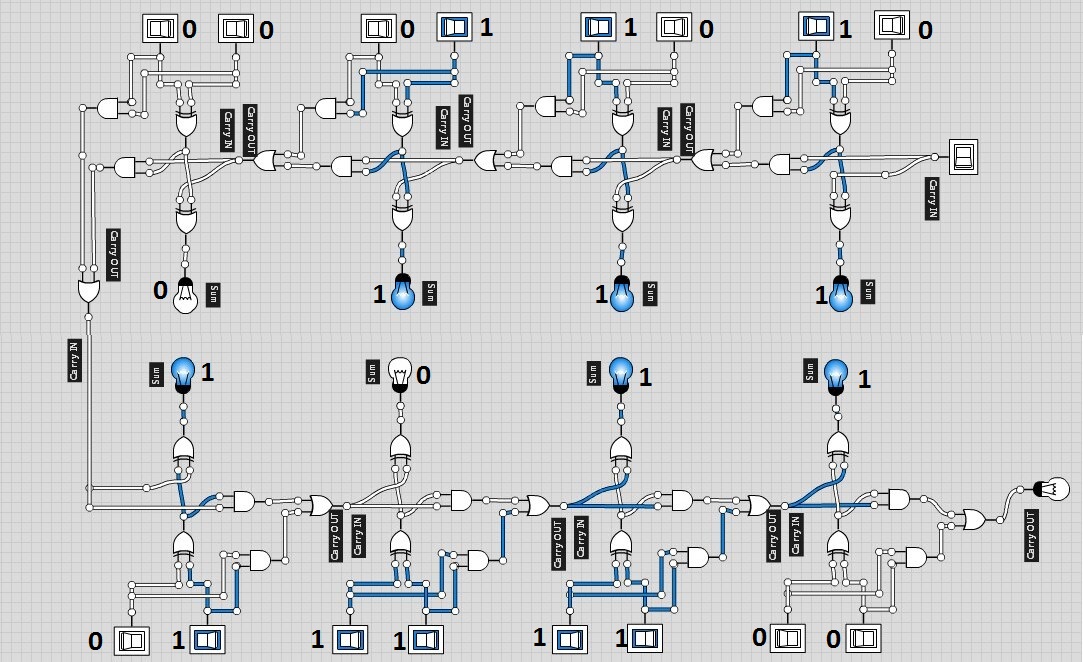 0 0 0 1 1 0 1 0
Carry IN Carry OUT Carry IN Carry OUT Carry IN Carry OUT Carry IN
Carry OUT
0 Sum 1 Sum 1 Sum 1 Sum
Carry IN
Sum 1 Sum 0 Sum 1 Sum 1
Carry OUT Carry IN Carry OUT Carry IN Carry OUT Carry IN Carry OUT
0 1 1 1 1 1 0 0